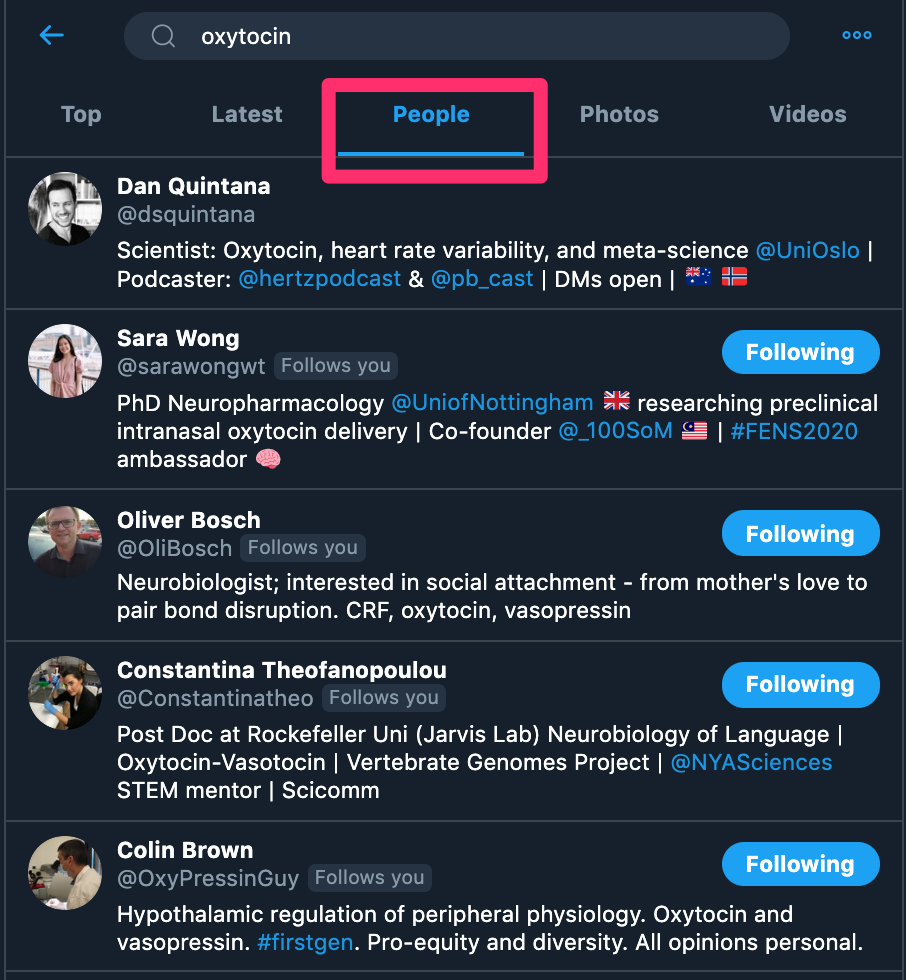 oxytocin
Top Latest People Photos Videos
Dan Quintana
@dsquintana
Scientist: Oxytocin, heart rate variability, and meta-science @UniOslo |
Podcaster: @hertzpodcast & @pb_cast | DMs open | 🇦🇺 🇳🇴
Sara Wong
@sarawongwt Follows you
Following
PhD Neuropharmacology @UniofNottingham 🇬🇧 researching preclinical
intranasal oxytocin delivery | Co-founder @_100SoM 🇲🇾 | #FENS2020
ambassador 🧠
Oliver Bosch
@OliBosch Follows you
Following
Neurobiologist; interested in social attachment - from mother's love to
pair bond disruption. CRF, oxytocin, vasopressin
Constantina Theofanopoulou
@Constantinatheo Follows you
Following
Post Doc at Rockefeller Uni (Jarvis Lab) Neurobiology of Language |
Oxytocin-Vasotocin | Vertebrate Genomes Project | @NYASciences
STEM mentor | Scicomm
Colin Brown
@OxyPressinGuy Follows you
Following
Hypothalamic regulation of peripheral physiology. Oxytocin and
vasopressin. #firstgen. Pro-equity and diversity. All opinions personal.